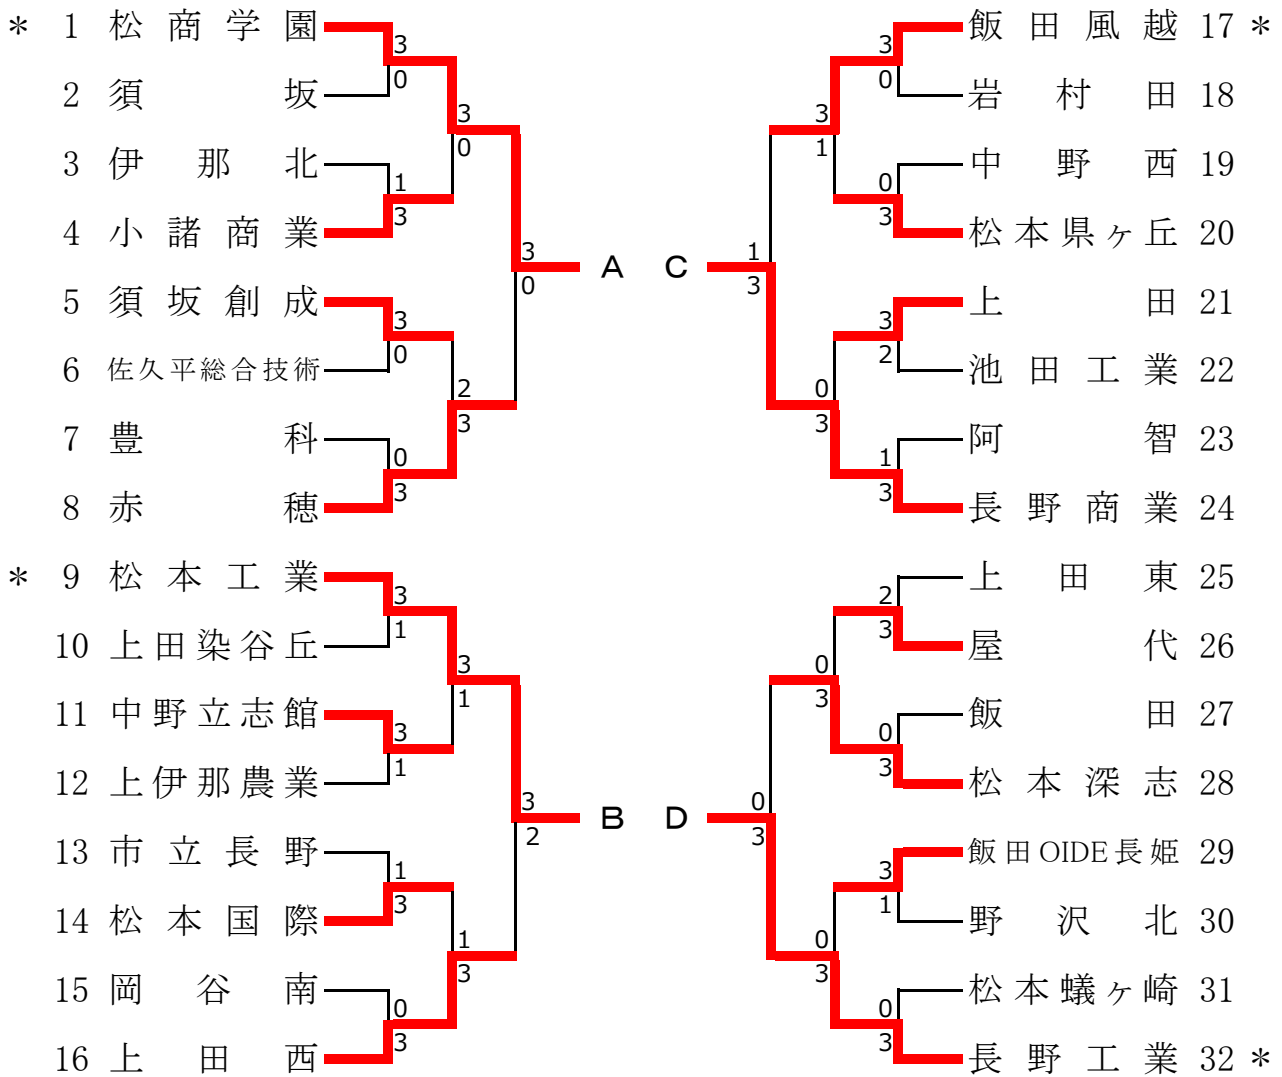 * 1 松商学園
3
0
2 須坂
3
0
3 伊那北
1
3
4 小諸商業
3
0
A
5 須坂創成
3
0
6 佐久平総合技術
2
3
7 豊科
0
3
8 赤穂
* 9 松本工業
3
1
10 上田染谷丘
3
1
11 中野立志館
3
1
12 上伊那農業
3
2
B
13 市立長野
1
3
14 松本国際
1
3
15 岡谷南
0
3
16 上田西
飯田風越 17 *
3
0
岩村田 18
3
1
中野西 19
0
3
松本県ヶ丘 20
1
3
C
上田 21
3
2
池田工業 22
0
3
阿智 23
1
3
長野商業 24
上田東 25
2
3
屋代 26
0
3
飯田 27
0
3
松本深志 28
0
3
D
飯田OIDE長姫 29
3
1
野沢北 30
0
3
松本蟻ヶ崎 31
0
3
長野工業 32 *